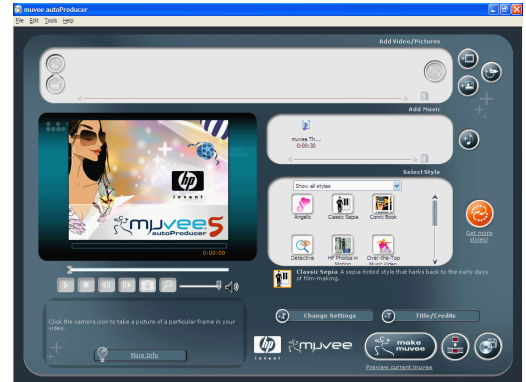 muvee autoProducer
File Edit Tools Help
Add Video/Pictures
Add Music
muvee Th....
0:00:30
Select Style
Show all styles
Angelic
Classic Sepia
Comic Book
Detective
HP Photos in Motion
Over-the-Top Music Video
Get more styles!
hp
invent
muvee5
autoProducer
0:00:00
Classic Sepia A sepia-tinted style that harks back to the early days
of film-making.
Click the camera icon to take a picture of a particular frame in your
video.
More Info
Change Settings
Title/Credits
hp
invent
muvee
make
muvee
Preview current muvee